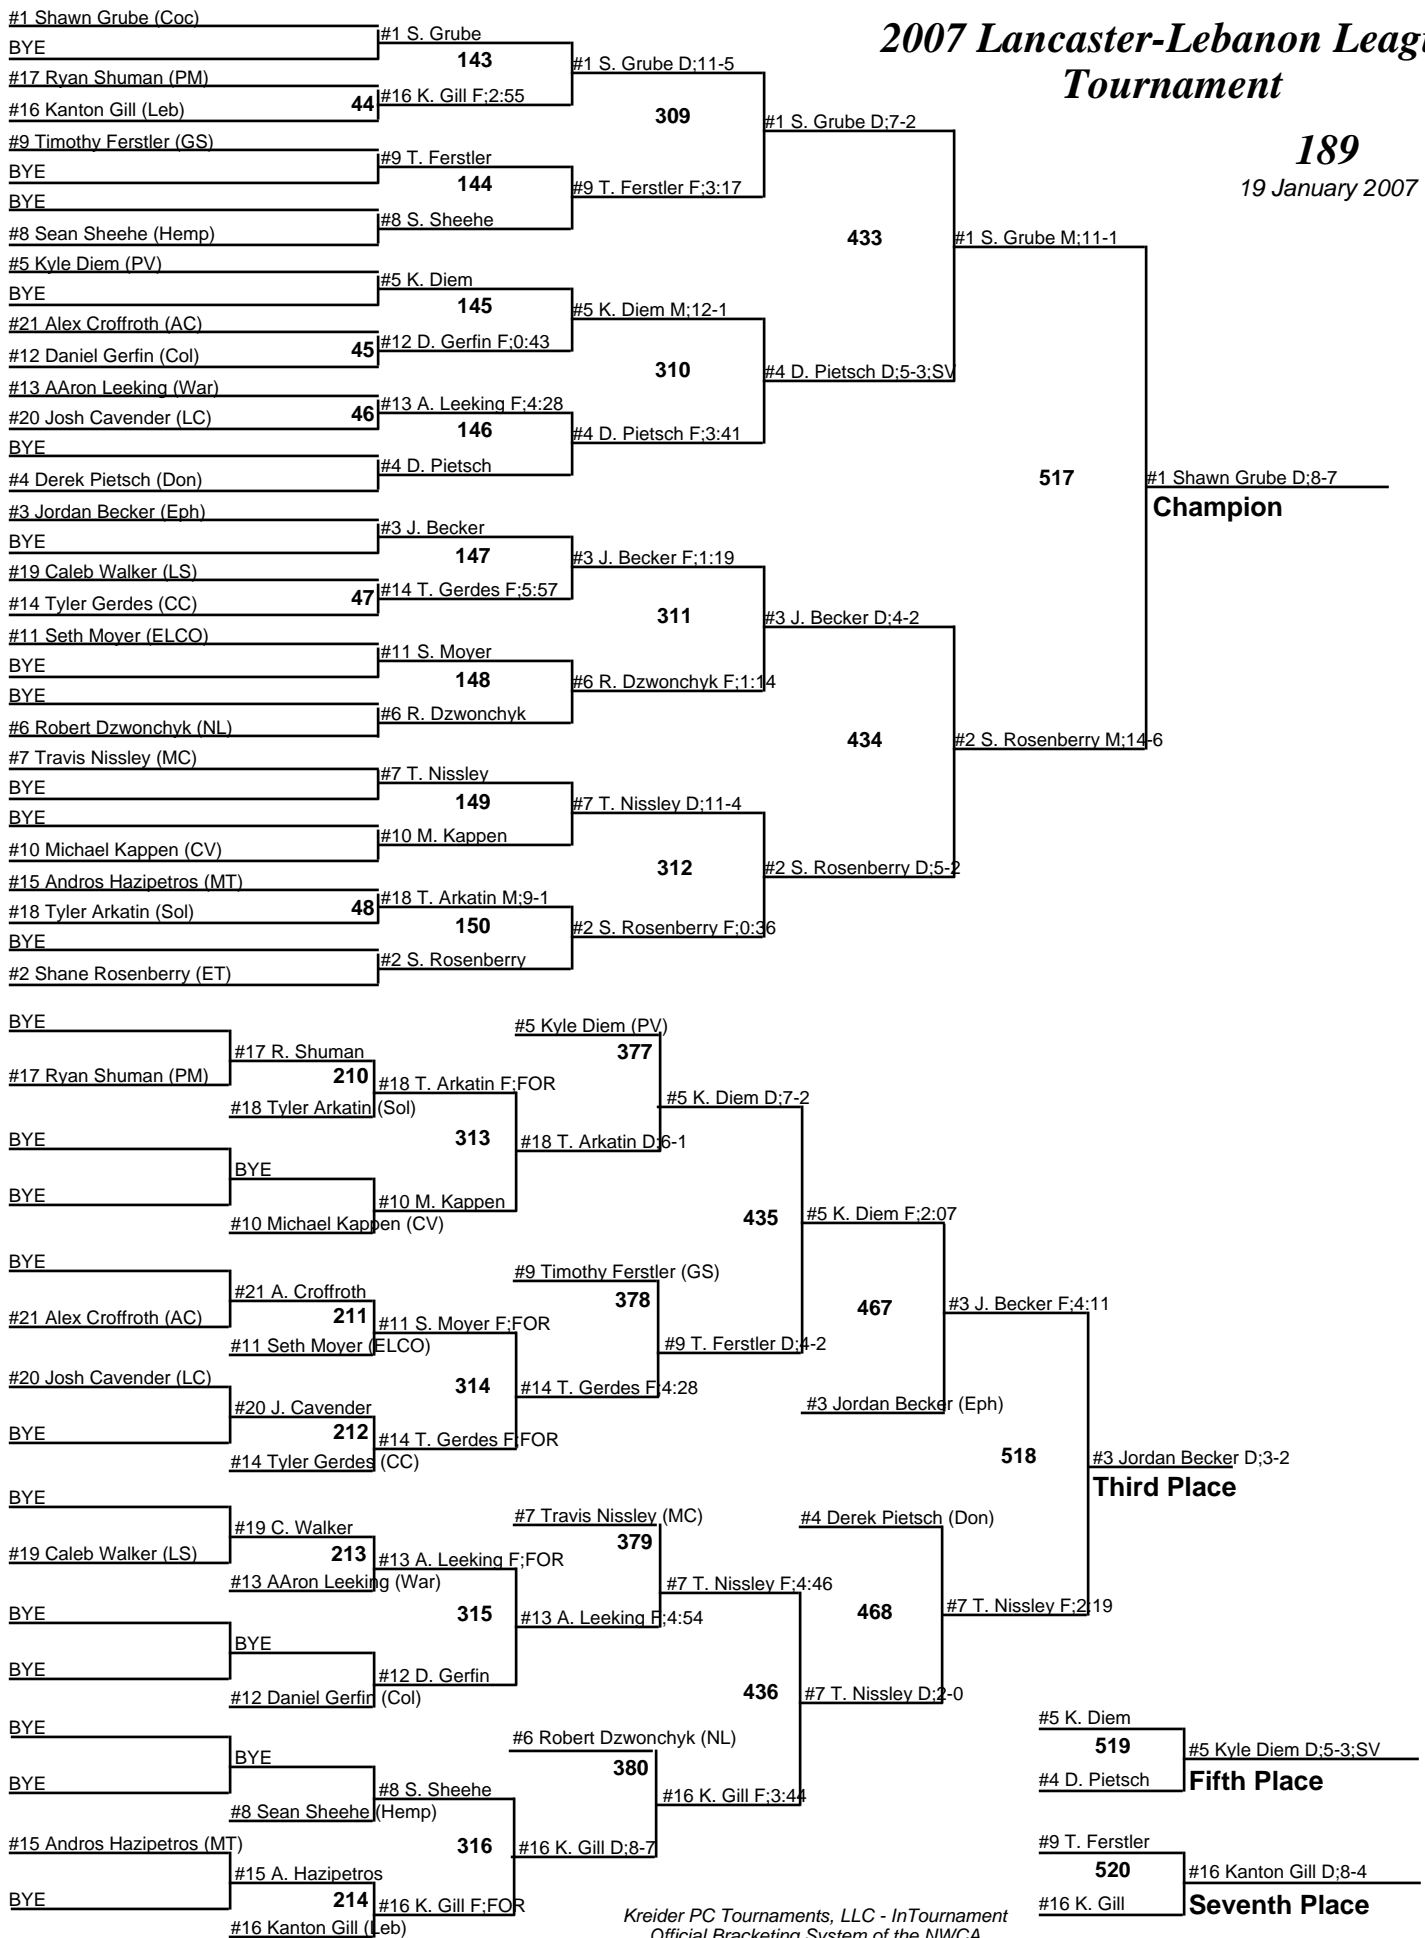 2007 Lancaster-Lebanon Leagu
Tournament
189
19 January 2007
#1 Shawn Grube (Coc)
BYE
#17 Ryan Shuman (PM)
#16 Kanton Gill (Leb)
#9 Timothy Ferstler (GS)
BYE
BYE
#8 Sean Sheehe (Hemp)
#5 Kyle Diem (PV)
BYE
#21 Alex Croffroth (AC)
#12 Daniel Gerfin (Col)
#13 AAron Leeking (War)
#20 Josh Cavender (LC)
BYE
#4 Derek Pietsch (Don)
#3 Jordan Becker (Eph)
BYE
#19 Caleb Walker (LS)
#14 Tyler Gerdes (CC)
#11 Seth Moyer (ELCO)
BYE
BYE
#6 Robert Dzwonchyk (NL)
#7 Travis Nissley (MC)
BYE
BYE
#10 Michael Kappen (CV)
#15 Andros Hazipetros (MT)
#18 Tyler Arkatin (Sol)
BYE
#2 Shane Rosenberry (ET)
44
45
46
47
48
#1 S. Grube
143
#16 K. Gill F;2:55
#9 T. Ferstler
144
#8 S. Sheehe
#5 K. Diem
145
#12 D. Gerfin F;0:43
#13 A. Leeking F;4:28
146
#4 D. Pietsch
#3 J. Becker
147
#14 T. Gerdes F;5:57
#11 S. Moyer
148
#6 R. Dzwonchyk
#7 T. Nissley
149
#10 M. Kappen
#18 T. Arkatin M;9-1
150
#2 S. Rosenberry
#1 S. Grube D;11-5
309
#9 T. Ferstler F;3:17
#5 K. Diem M;12-1
310
#4 D. Pietsch F;3:41
#3 J. Becker F;1:19
311
#6 R. Dzwonchyk F;1:14
#7 T. Nissley D;11-4
312
#2 S. Rosenberry F;0:36
#1 S. Grube D;7-2
433
#4 D. Pietsch D;5-3;SV
#3 J. Becker D;4-2
434
#2 S. Rosenberry D;5-2
#1 S. Grube M;11-1
517
#2 S. Rosenberry M;14-6
#1 Shawn Grube D;8-7
Champion
BYE
#17 Ryan Shuman (PM)
BYE
BYE
BYE
#21 Alex Croffroth (AC)
#20 Josh Cavender (LC)
BYE
BYE
#19 Caleb Walker (LS)
BYE
BYE
BYE
BYE
#15 Andros Hazipetros (MT)
BYE
#17 R. Shuman
210
#18 Tyler Arkatin (Sol)
BYE
#10 Michael Kappen (CV)
#21 A. Croffroth
211
#11 Seth Moyer (ELCO)
#20 J. Cavender
212
#14 Tyler Gerdes (CC)
#19 C. Walker
213
#13 AAron Leeking (War)
BYE
#12 Daniel Gerfin (Col)
BYE
#8 Sean Sheehe (Hemp)
#15 A. Hazipetros
214
#16 Kanton Gill (Leb)
#18 T. Arkatin F;FOR
313
#10 M. Kappen
#11 S. Moyer F;FOR
314
#14 T. Gerdes F;FOR
#13 A. Leeking F;FOR
315
#12 D. Gerfin
#8 S. Sheehe
316
#16 K. Gill F;FOR
#5 Kyle Diem (PV)
377
#18 T. Arkatin D;6-1
#9 Timothy Ferstler (GS)
378
#14 T. Gerdes F;4:28
#7 Travis Nissley (MC)
379
#13 A. Leeking F;4:54
#6 Robert Dzwonchyk (NL)
380
#16 K. Gill D;8-7
#5 K. Diem D;7-2
435
#9 T. Ferstler D;4-2
#7 T. Nissley F;4:46
436
#16 K. Gill F;3:44
#5 K. Diem F;2:07
467
#3 Jordan Becker (Eph)
#4 Derek Pietsch (Don)
468
#7 T. Nissley D;2-0
#3 J. Becker F;4:11
518
#7 T. Nissley F;2:19
#3 Jordan Becker D;3-2
Third Place
#5 K. Diem
519
#4 D. Pietsch
#5 Kyle Diem D;5-3;SV
Fifth Place
#9 T. Ferstler
520
#16 K. Gill
#16 Kanton Gill D;8-4
Seventh Place
Kreider PC Tournaments, LLC - InTournament
Official Bracketing System of the NWCA